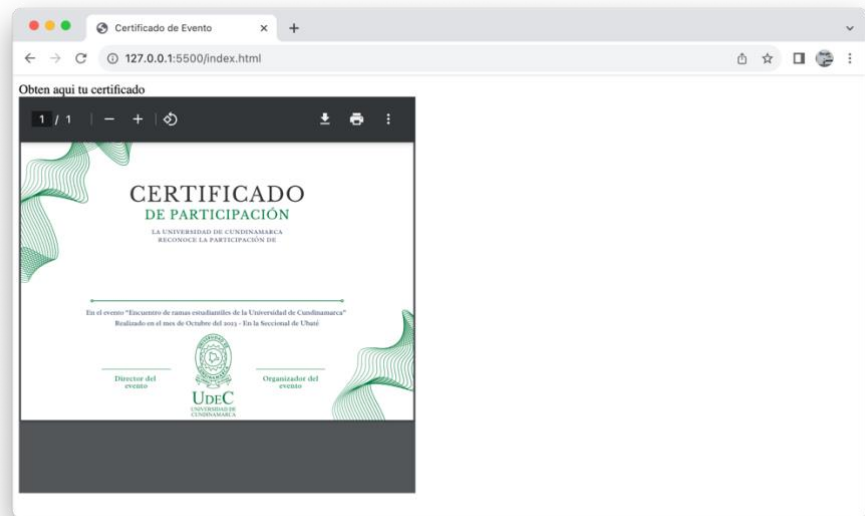 Certificado de Evento
127.0.0.1:5500/index.html
Obten aqui tu certificado
1 / 1
CERTIFICADO
DE PARTICIPACIÓN
LA UNIVERSIDAD DE CUNDINAMARCA
RECONOCE LA PARTICIPACIÓN DE
En el evento "Encuentro de ramas estudiantiles de la Universidad de Cundinamarca"
Realizado en el mes de Octubre del 2023 - En la Seccional de Ubaté
Director del
evento
Organizador del
evento
UDEC
UNIVERSIDAD DE
CUNDINAMARCA